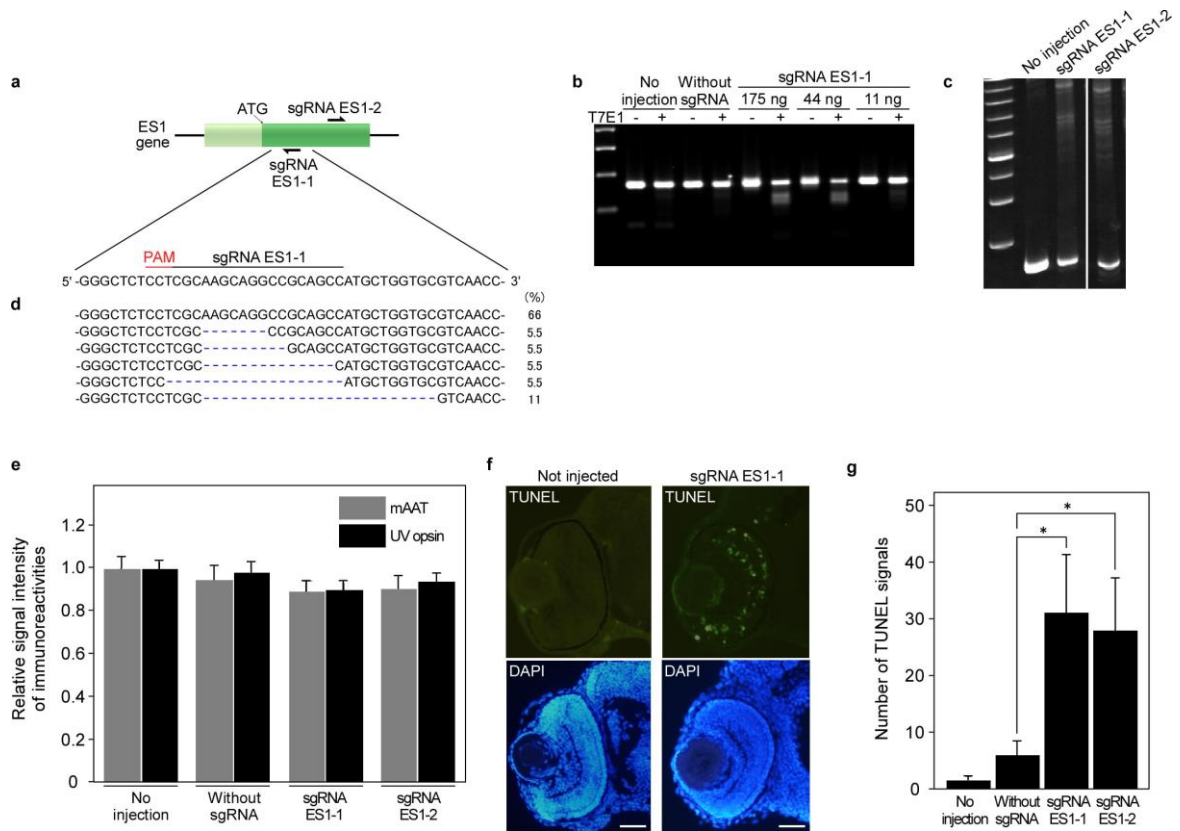 a
ATG
sgRNA ES1-2
ES1
gene
sgRNA
ES1-1
PAM
sgRNA ES1-1
5' -GGGCTCTCCTCGCAAGCAGGCCGCAGCCATGCTGGTGCGTCAACC- 3'
(%)
d
-GGGCTCTCCTCGCAAGCAGGCCGCAGCCATGCTGGTGCGTCAACC- 66
-GGGCTCTCCTCGC-------CCGCAGCCATGCTGGTGCGTCAACC- 5.5
-GGGCTCTCCTCGC---------GCAGCCATGCTGGTGCGTCAACC- 5.5
-GGGCTCTCCTCGC--------------CATGCTGGTGCGTCAACC- 5.5
-GGGCTCTCC-------------------ATGCTGGTGCGTCAACC- 5.5
-GGGCTCTCCTCGC-------------------------GTCAACC- 11
b
No
injection
Without
sgRNA
sgRNA ES1-1
175 ng 44 ng 11 ng
T7E1 - + - + - + - + - +
c
No injection
sgRNA ES1-1
sgRNA ES1-2
e
Relative signal intensity
of immunoreactivities
1.2
1.0
0.8
0.6
0.4
0.2
0
mAAT
UV opsin
No
injection
Without
sgRNA
sgRNA
ES1-1
sgRNA
ES1-2
f
Not injected
sgRNA ES1-1
TUNEL
TUNEL
DAPI
DAPI
g
Number of TUNEL signals
50
40
30
20
10
0
*
*
No
injection
Without
sgRNA
sgRNA
ES1-1
sgRNA
ES1-2